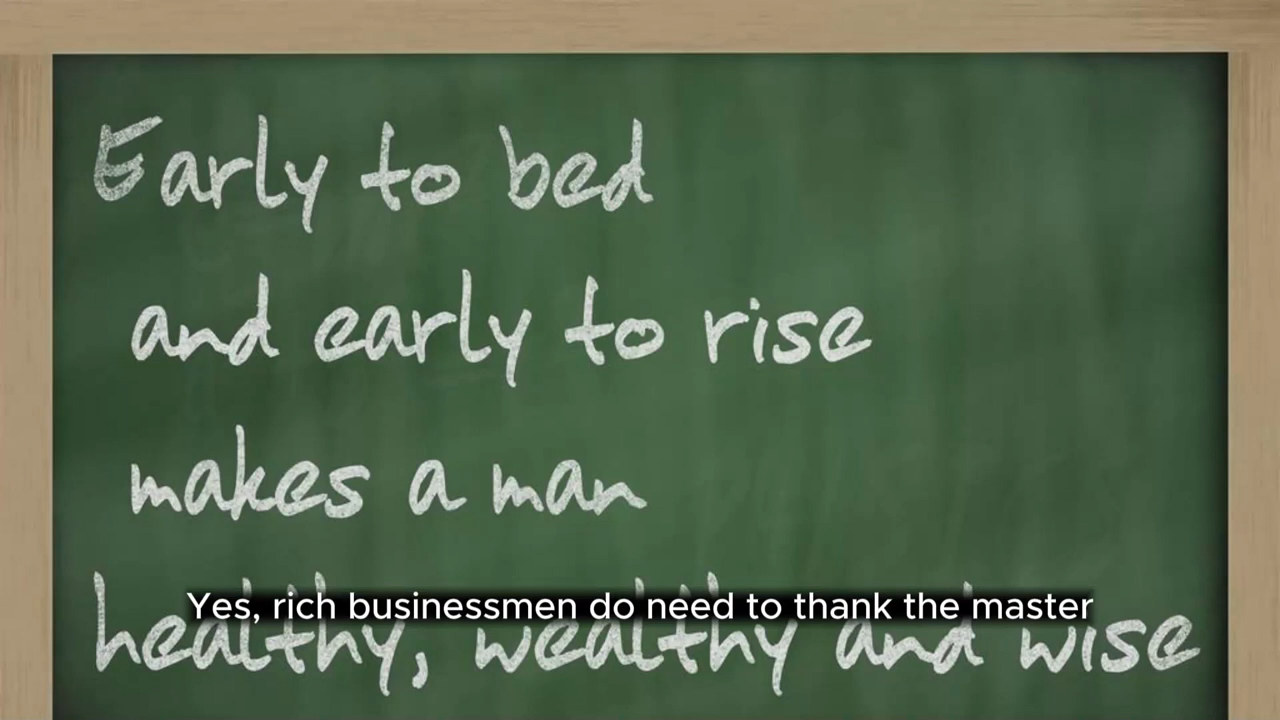 Early to bed
and early to rise
makes a man
Yes, rich businessmen do need to thank the master
healthy, wealthy and wise